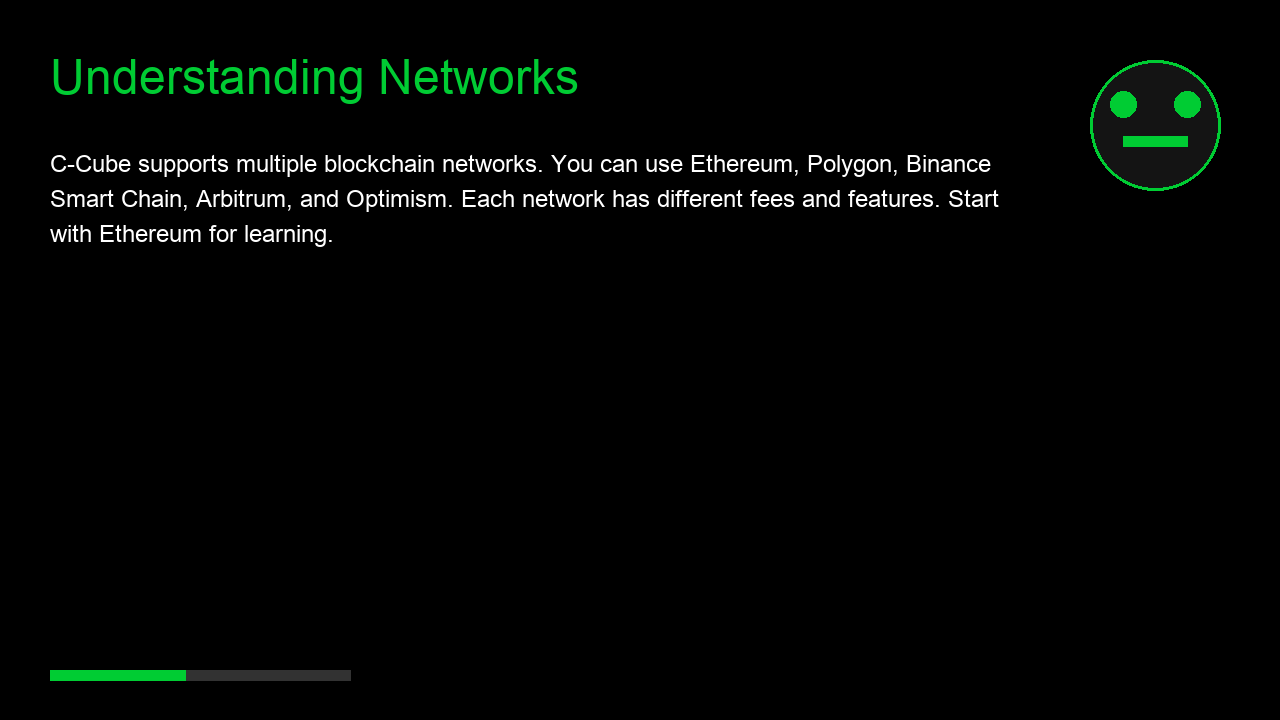 Understanding Networks
C-Cube supports multiple blockchain networks. You can use Ethereum, Polygon, Binance
Smart Chain, Arbitrum, and Optimism. Each network has different fees and features. Start
with Ethereum for learning.